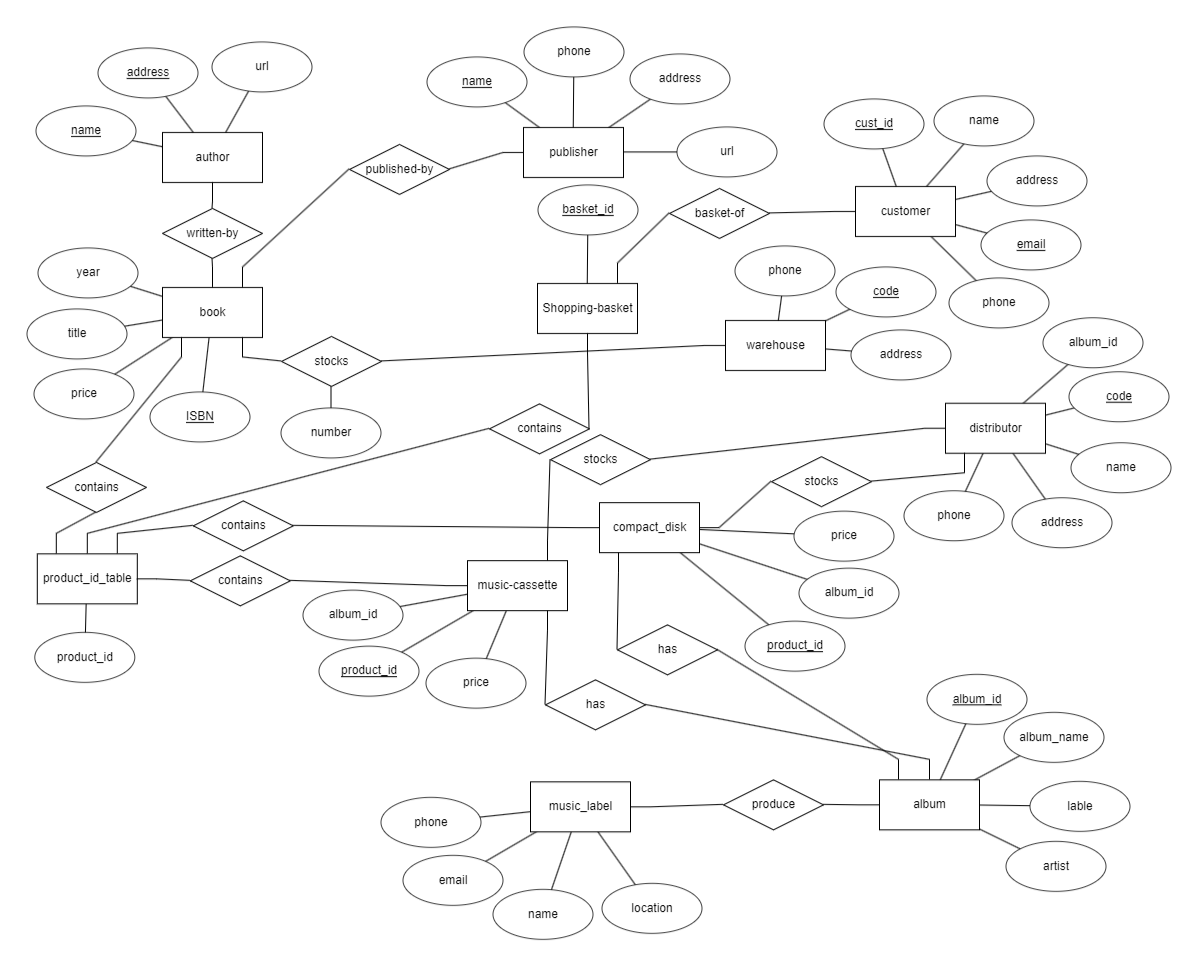 phone
url
address
address
name
name
cust_id
name
author
publisher
url
published-by
address
basket_id
basket-of
customer
written-by
email
year
phone
code
phone
book
Shopping-basket
title
album_id
warehouse
address
stocks
price
code
ISBN
number
contains
distributor
stocks
name
contains
stocks
phone
address
contains
compact_disk
price
product_id_table
contains
music-cassette
album_id
album_id
product_id
has
product_id
product_id
price
album_id
has
album_name
music_label
produce
album
lable
phone
artist
email
name
location